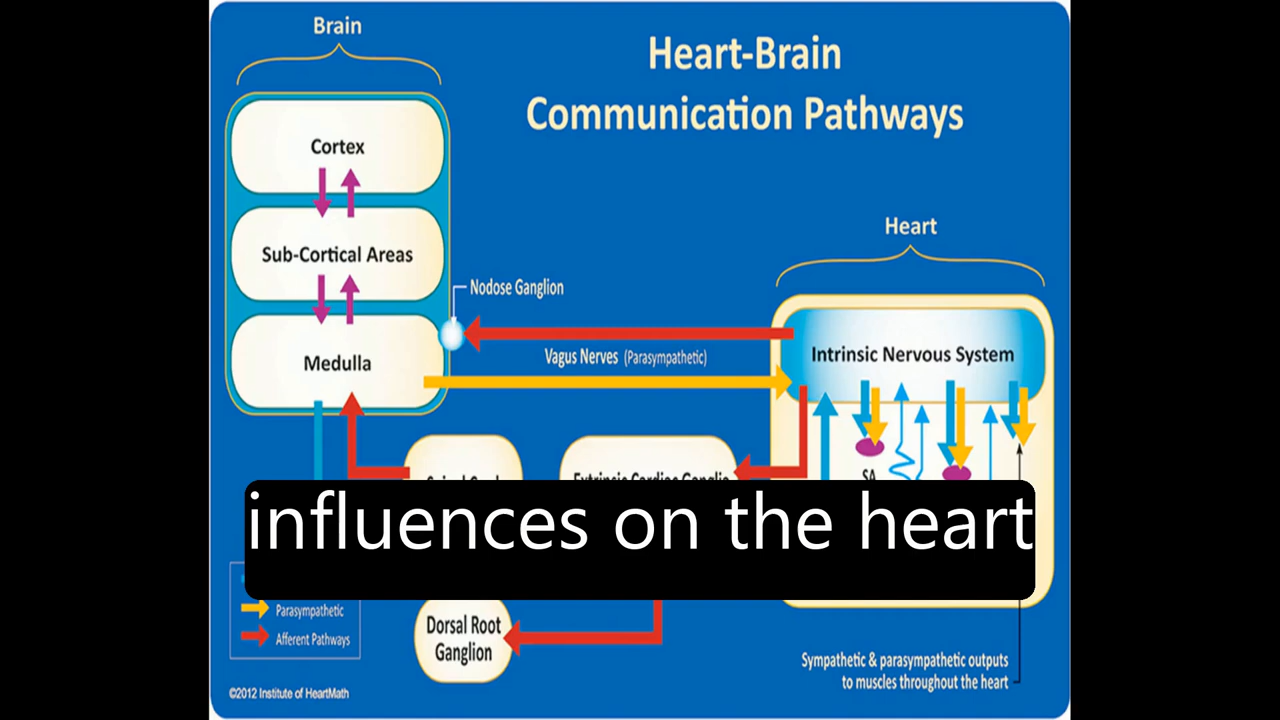 Brain
Heart-Brain
Communication Pathways
Cortex
Heart
Sub-Cortical Areas
Nodose Ganglion
Medulla
Vagus Nerves (Parasympathetic)
Intrinsic Nervous System
SA
influences on the heart
Parasympathetic
Afferent Pathways
Dorsal Root
Ganglion
Sympathetic & parasympathetic outputs
to muscles throughout the heart
©2012 Institute of HeartMath